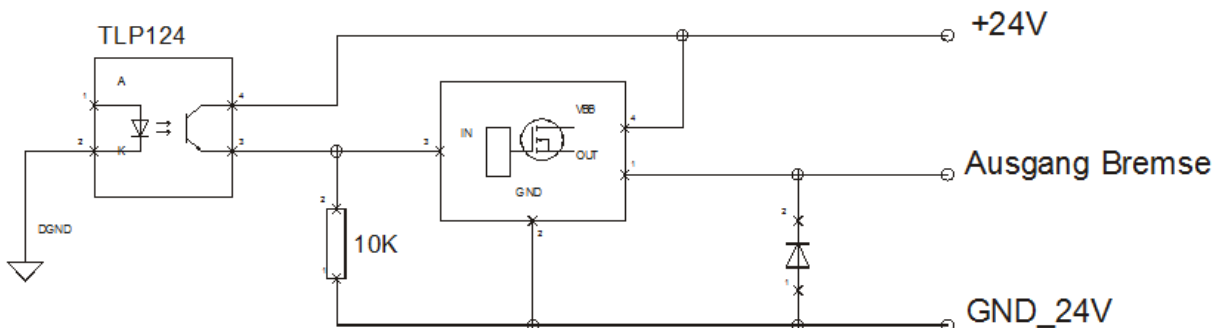 TLP124
+24V
A
1
4
VBB
IN
4
2
K
3
3
OUT
1
Ausgang Bremse
GND
2
2
2
DGND
10K
1
1
GND_24V